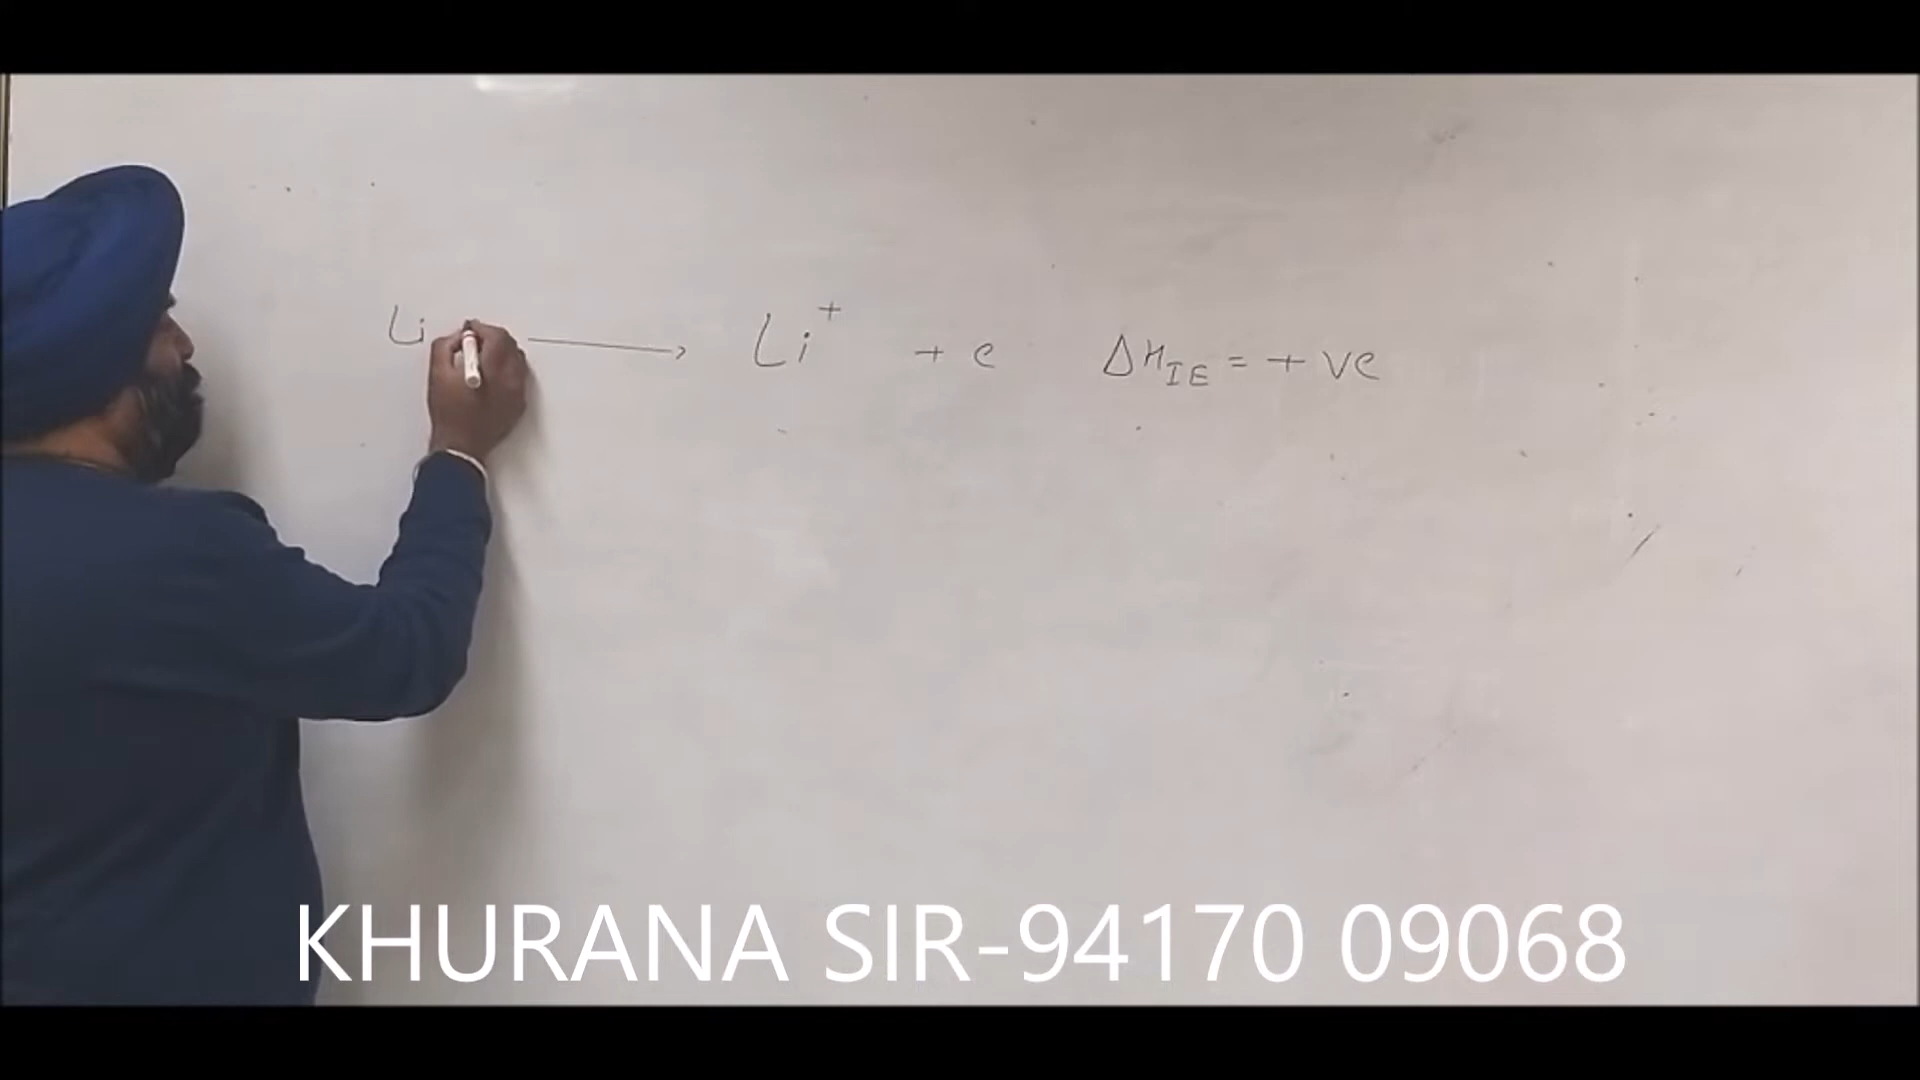 Li ⟶ Li⁺ + e ΔH_IE = + ve
KHURANA SIR-94170 09068